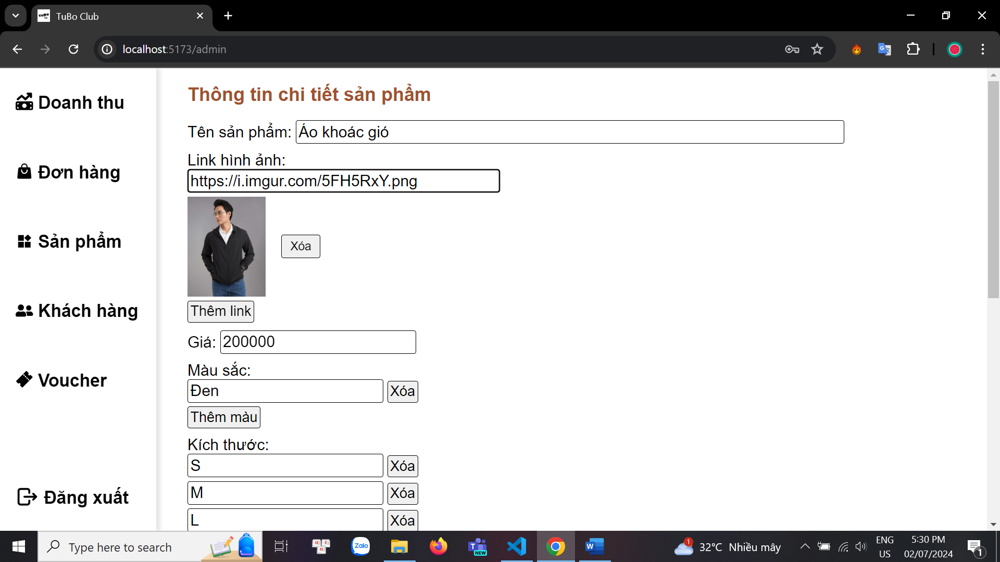 TuBo Club
localhost:5173/admin
Doanh thu
Đơn hàng
Sản phẩm
Khách hàng
Voucher
Đăng xuất
Thông tin chi tiết sản phẩm
Tên sản phẩm: Áo khoác gió
Link hình ảnh:
https://i.imgur.com/5FH5RxY.png
Xóa
Thêm link
Giá: 200000
Màu sắc:
Đen Xóa
Thêm màu
Kích thước:
S Xóa
M Xóa
L Xóa
Type here to search
Zalo
NEW
1
32°C Nhiều mây
ENG
US
5:30 PM
02/07/2024
1